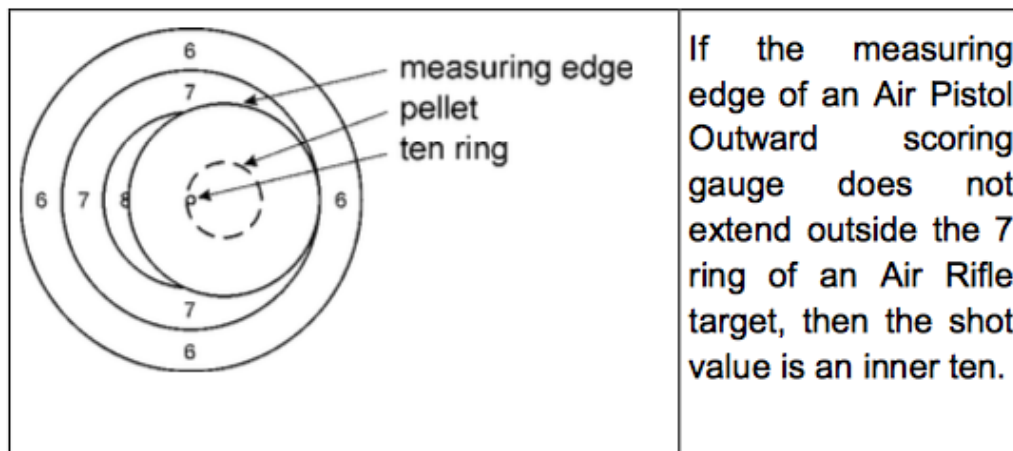 6
7
measuring edge
pellet
ten ring
6 7 8 6
7
6
If the measuring
edge of an Air Pistol
Outward scoring
gauge does not
extend outside the 7
ring of an Air Rifle
target, then the shot
value is an inner ten.